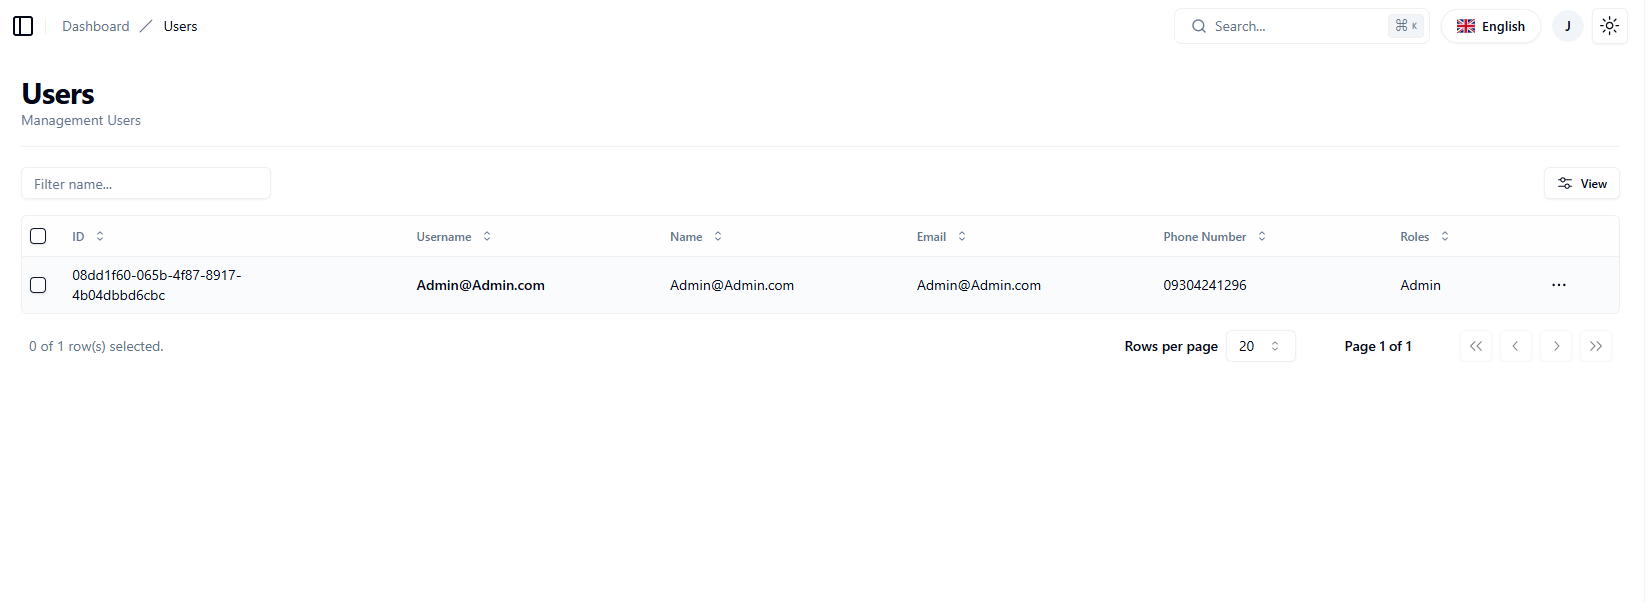 Dashboard / Users
Search... ⌘ K
English
J
Users
Management Users
Filter name...
View
ID Username Name Email Phone Number Roles
08dd1f60-065b-4f87-8917-
4b04dbbd6cbc
Admin@Admin.com Admin@Admin.com Admin@Admin.com 09304241296 Admin ...
0 of 1 row(s) selected.
Rows per page 20 Page 1 of 1